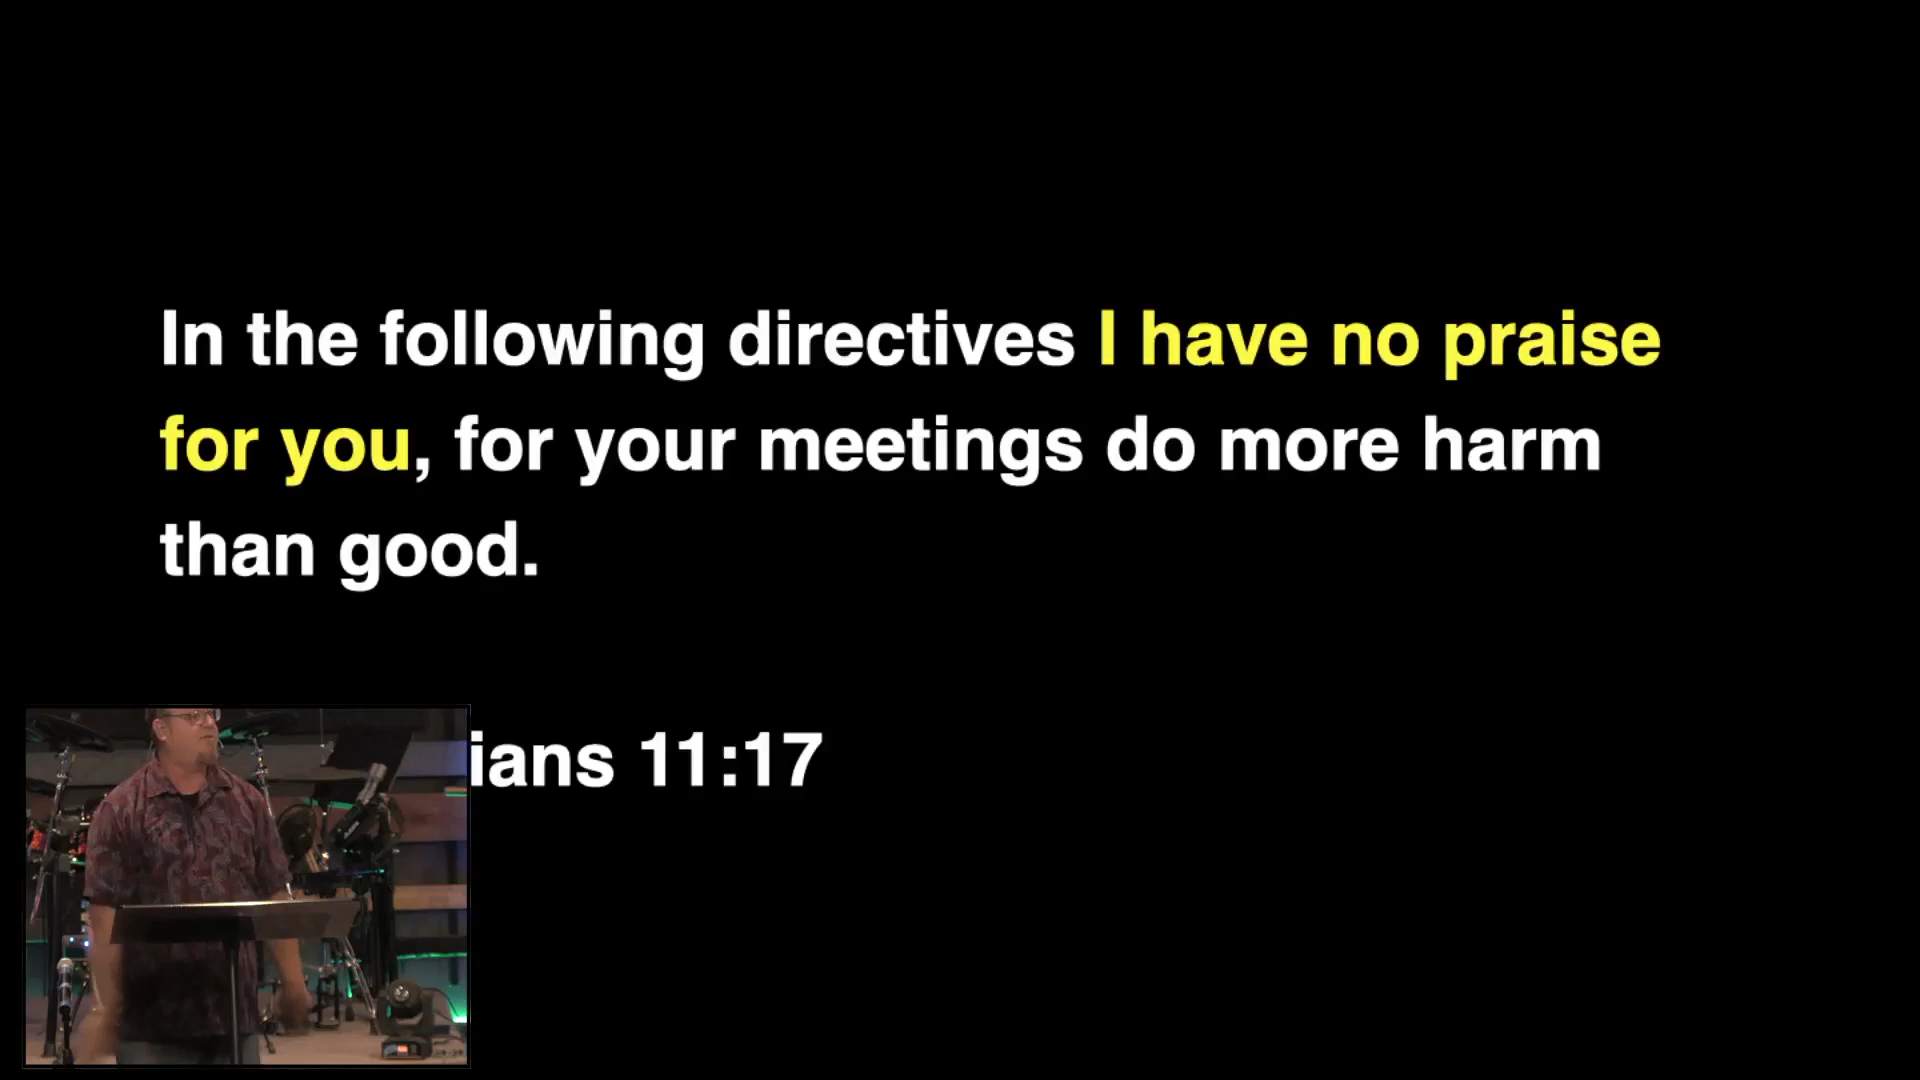 In the following directives I have no praise
for you, for your meetings do more harm
than good.
ians 11:17